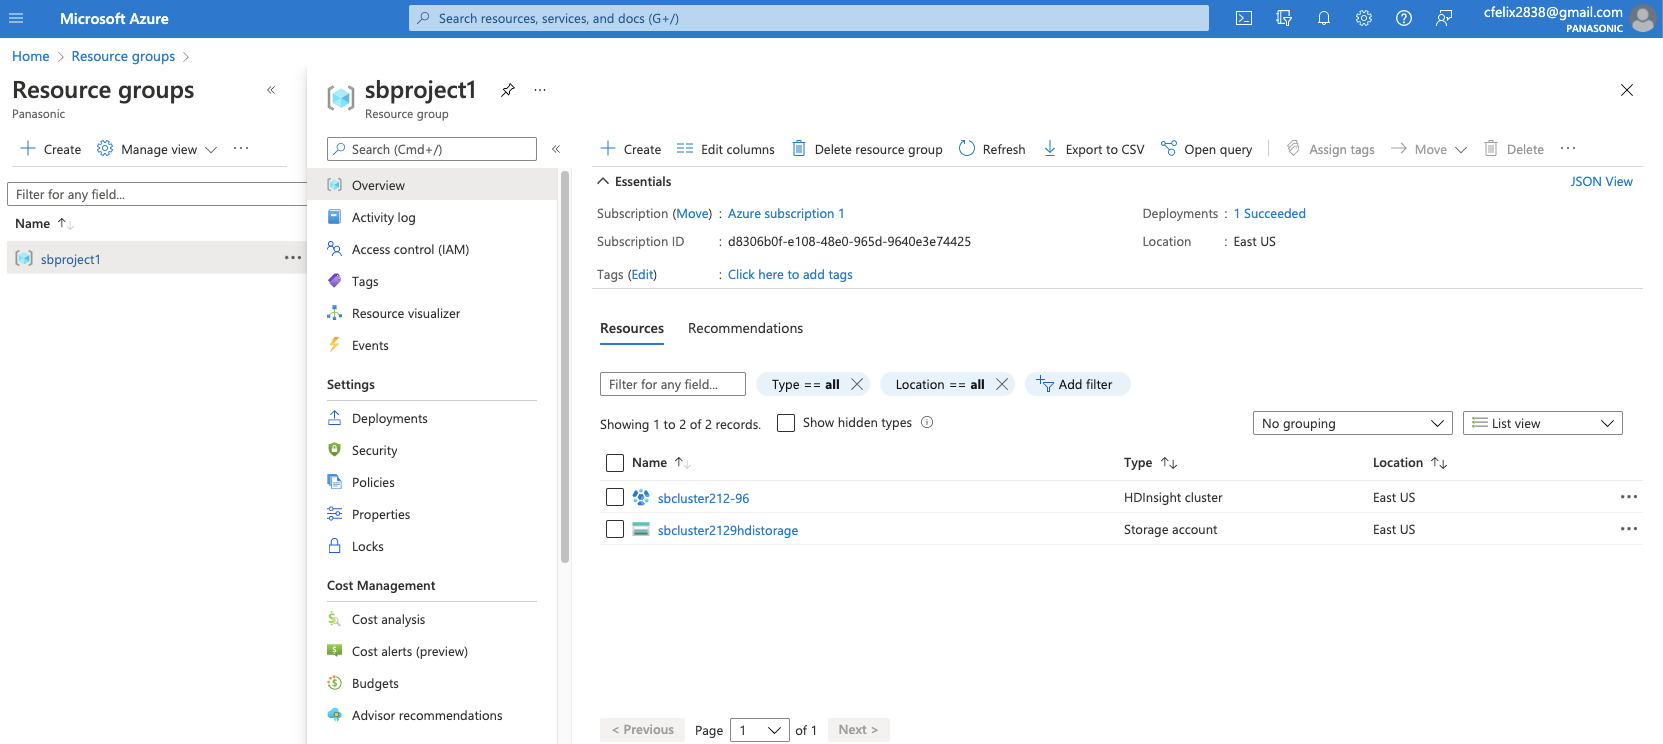 Microsoft Azure
Search resources, services, and docs (G+/)
cfelix2838@gmail.com
PANASONIC
Home > Resource groups >
Resource groups
Panasonic
Create Manage view
Filter for any field...
Name
sbproject1
sbproject1
Resource group
Search (Cmd+/)
Overview
Activity log
Access control (IAM)
Tags
Resource visualizer
Events
Settings
Deployments
Security
Policies
Properties
Locks
Cost Management
Cost analysis
Cost alerts (preview)
Budgets
Advisor recommendations
Create Edit columns Delete resource group Refresh Export to CSV Open query Assign tags Move Delete
Essentials JSON View
Subscription (Move) : Azure subscription 1 Deployments : 1 Succeeded
Subscription ID : d8306b0f-e108-48e0-965d-9640e3e74425 Location : East US
Tags (Edit) : Click here to add tags
Resources Recommendations
Filter for any field... Type == all Location == all Add filter
Showing 1 to 2 of 2 records. Show hidden types No grouping List view
Name Type Location
sbcluster212-96 HDInsight cluster East US
sbcluster2129hdistorage Storage account East US
< Previous Page 1 of 1 Next >